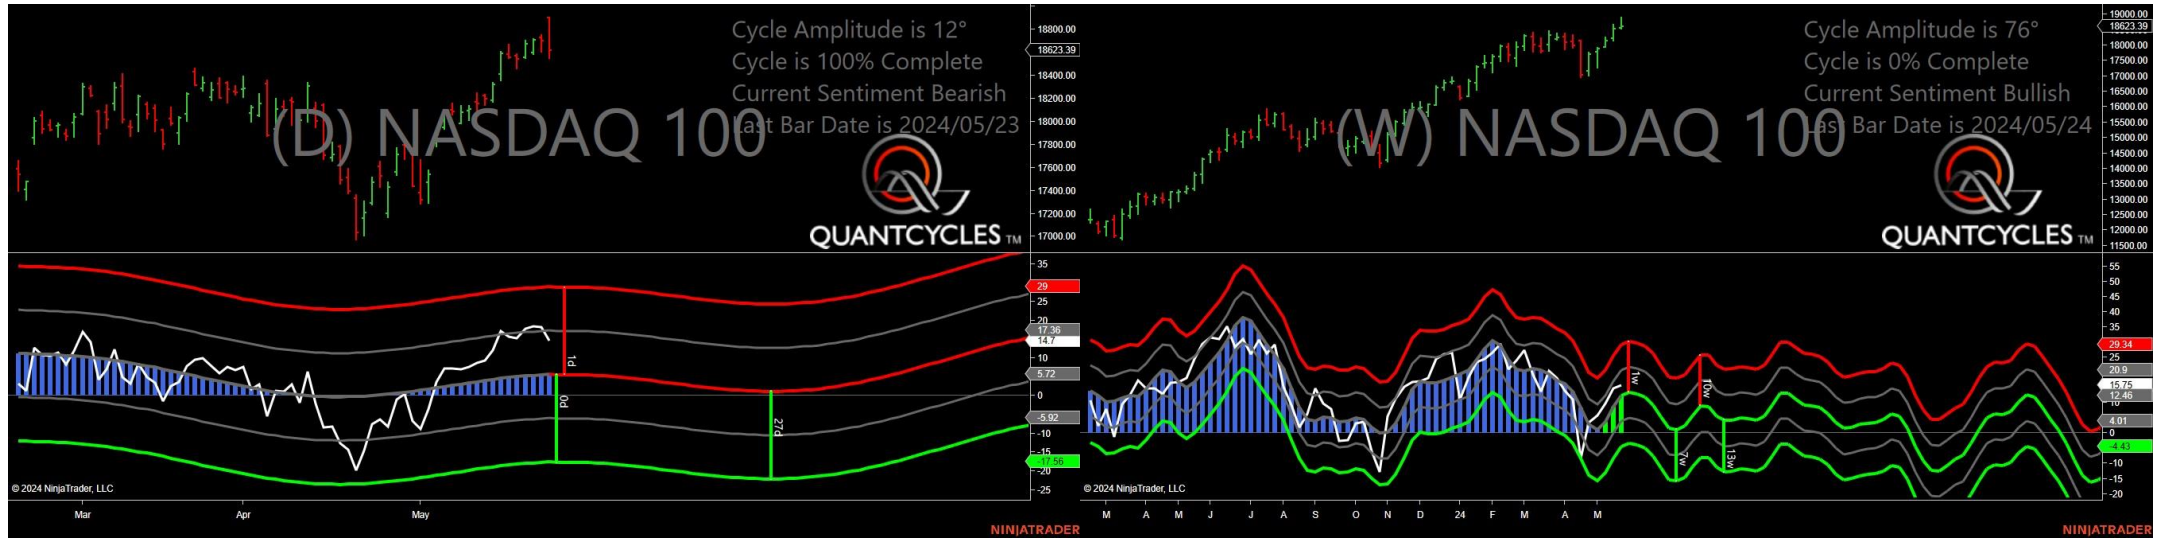 Cycle Amplitude is 12°
Cycle is 100% Complete
Current Sentiment Bearish
Last Bar Date is 2024/05/23
(D) NASDAQ 100
QUANTCYCLES TM
18800.00
18623.39
18400.00
18200.00
18000.00
17800.00
17600.00
17400.00
17200.00
17000.00
35
29
25
20
17.36
14.7
10
5.72
0
-5.92
-10
-15
-17.56
-20
-25
1d
0d
27d
© 2024 NinjaTrader, LLC
Mar Apr May
NINJATRADER
Cycle Amplitude is 76°
Cycle is 0% Complete
Current Sentiment Bullish
Last Bar Date is 2024/05/24
(W) NASDAQ 100
QUANTCYCLES TM
19000.00
18623.39
18000.00
17500.00
17000.00
16500.00
16000.00
15500.00
15000.00
14500.00
14000.00
13500.00
13000.00
12500.00
12000.00
11500.00
55
50
45
40
35
29.34
25
20.9
15.75
12.46
10
4.01
0
-4.43
-10
-15
-20
1w
10w
7w
13w
© 2024 NinjaTrader, LLC
M A M J J A S O N D 24 F M A M
NINJATRADER